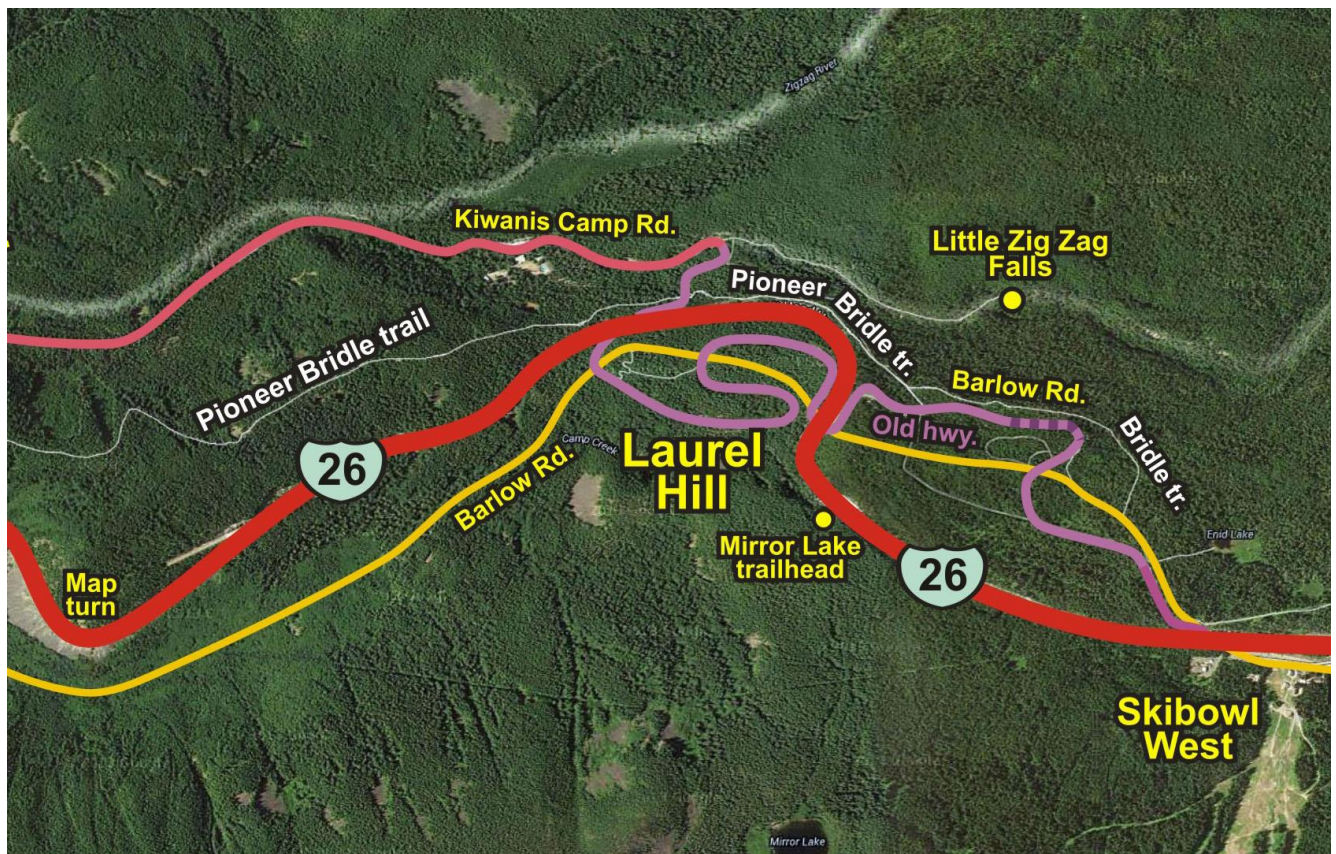 Zigzag River
Kiwanis Camp Rd.
Little Zig Zag
Falls
Pioneer Bridle tr.
Pioneer Bridle trail
Barlow Rd.
Old hwy.
Bridle tr.
26
Camp Creek
Barlow Rd.
Laurel
Hill
Mirror Lake
trailhead
26
Enid Lake
Map
turn
Skibowl
West
Mirror Lake